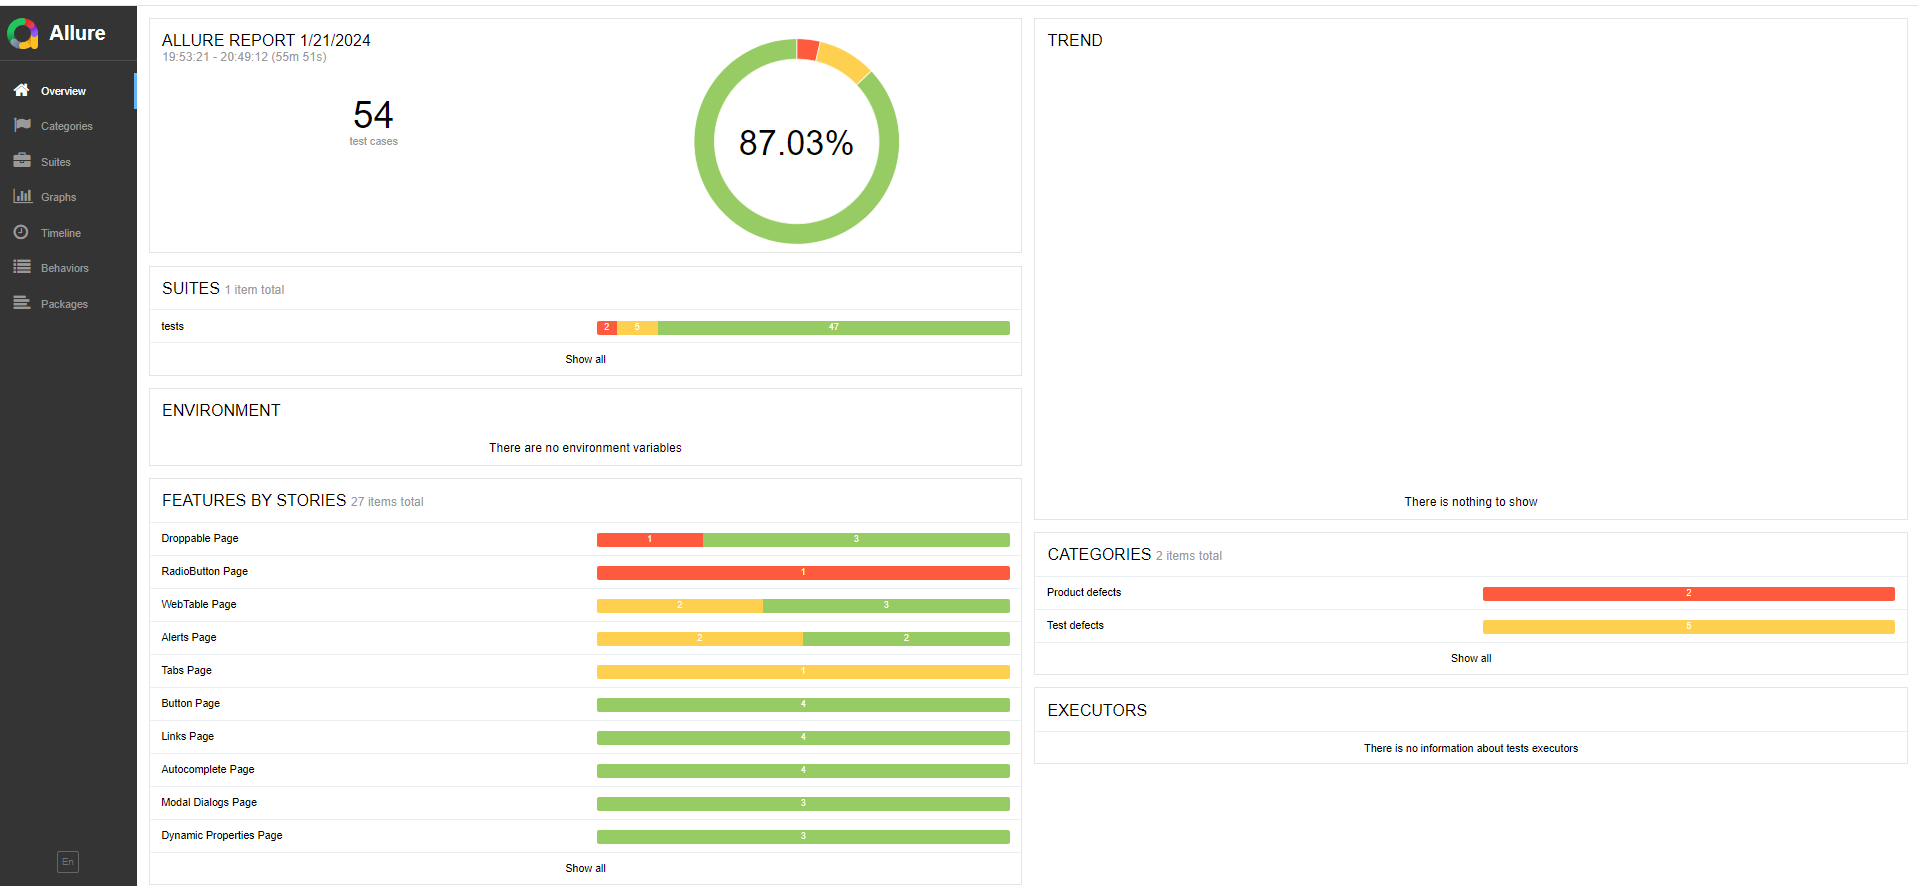 Allure
Overview
Categories
Suites
Graphs
Timeline
Behaviors
Packages
En
ALLURE REPORT 1/21/2024
19:53:21 - 20:49:12 (55m 51s)
54
test cases
87.03%
SUITES 1 item total
tests 2 5 47
Show all
ENVIRONMENT
There are no environment variables
FEATURES BY STORIES 27 items total
Droppable Page 1 3
RadioButton Page 1
WebTable Page 2 3
Alerts Page 2 2
Tabs Page 1
Button Page 4
Links Page 4
Autocomplete Page 4
Modal Dialogs Page 3
Dynamic Properties Page 3
Show all
TREND
There is nothing to show
CATEGORIES 2 items total
Product defects 2
Test defects 5
Show all
EXECUTORS
There is no information about tests executors